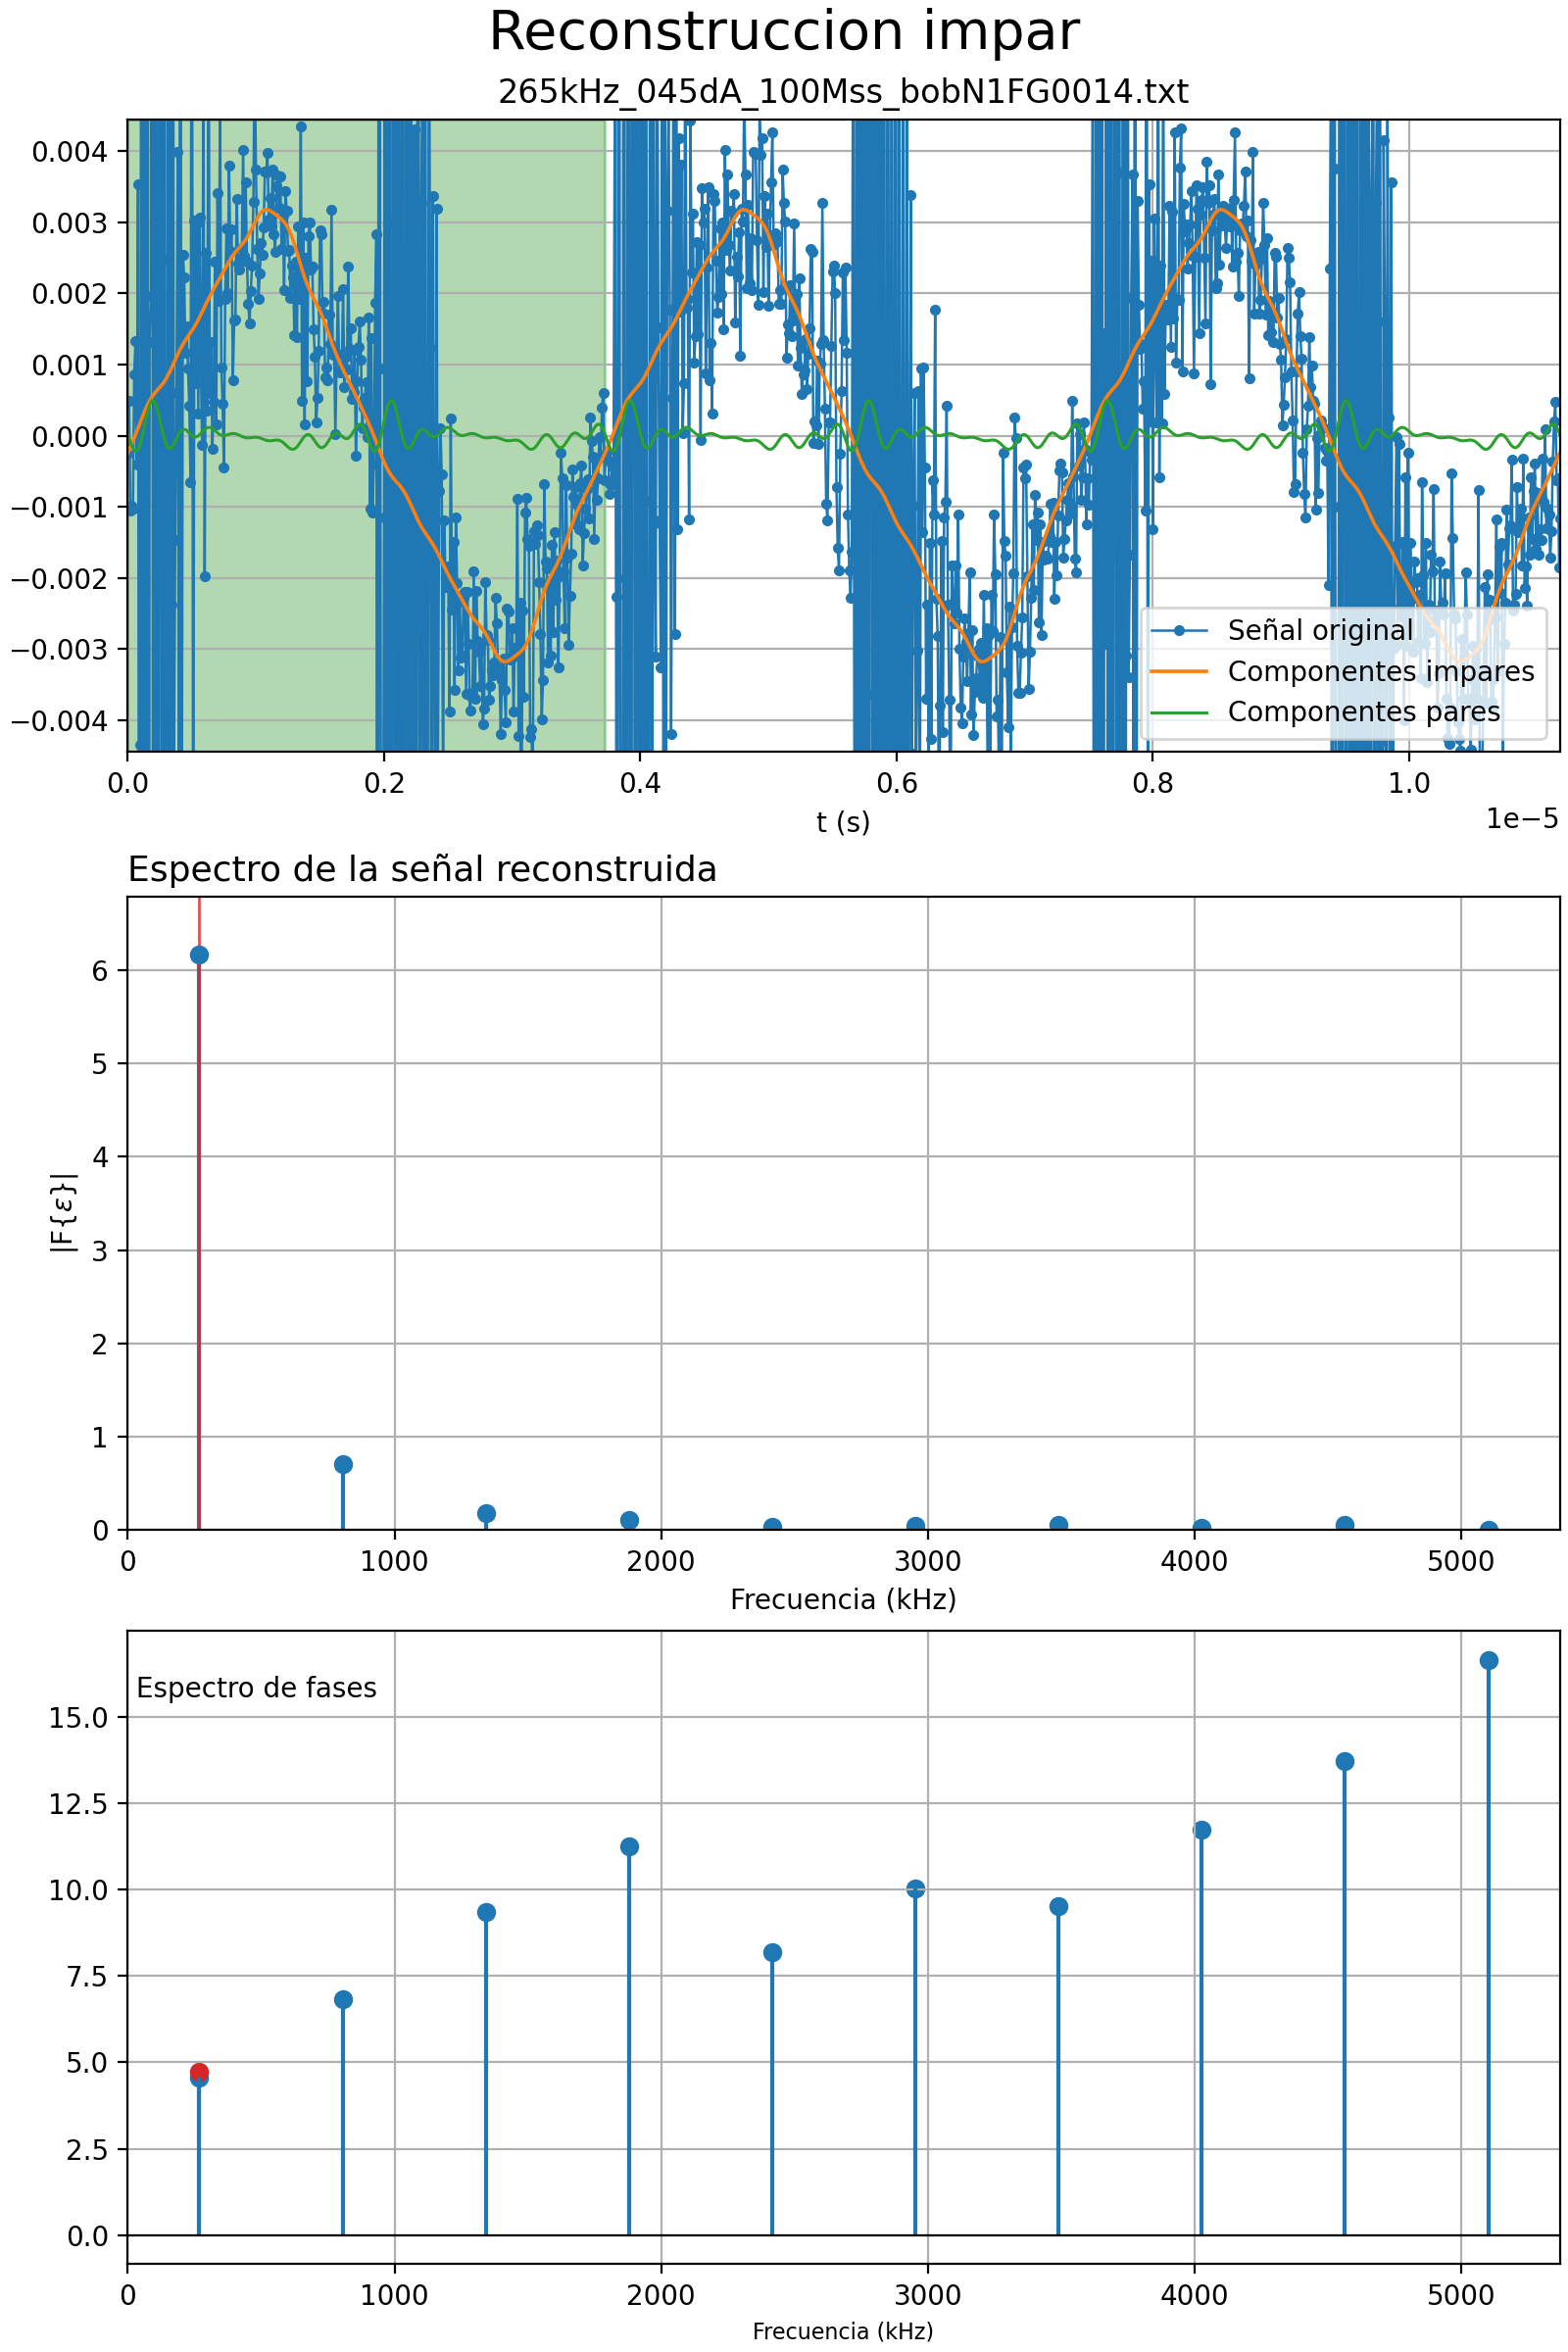 Reconstruccion impar
265kHz_045dA_100Mss_bobN1FG0014.txt
0.004
0.003
0.002
0.001
0.000
−0.001
−0.002
−0.003
−0.004
Señal original
Componentes impares
Componentes pares
0.0 0.2 0.4 0.6 0.8 1.0
1e−5
t (s)
Espectro de la señal reconstruida
6
5
4
3
2
1
0
|F{ε}|
0 1000 2000 3000 4000 5000
Frecuencia (kHz)
Espectro de fases
15.0
12.5
10.0
7.5
5.0
2.5
0.0
0 1000 2000 3000 4000 5000
Frecuencia (kHz)